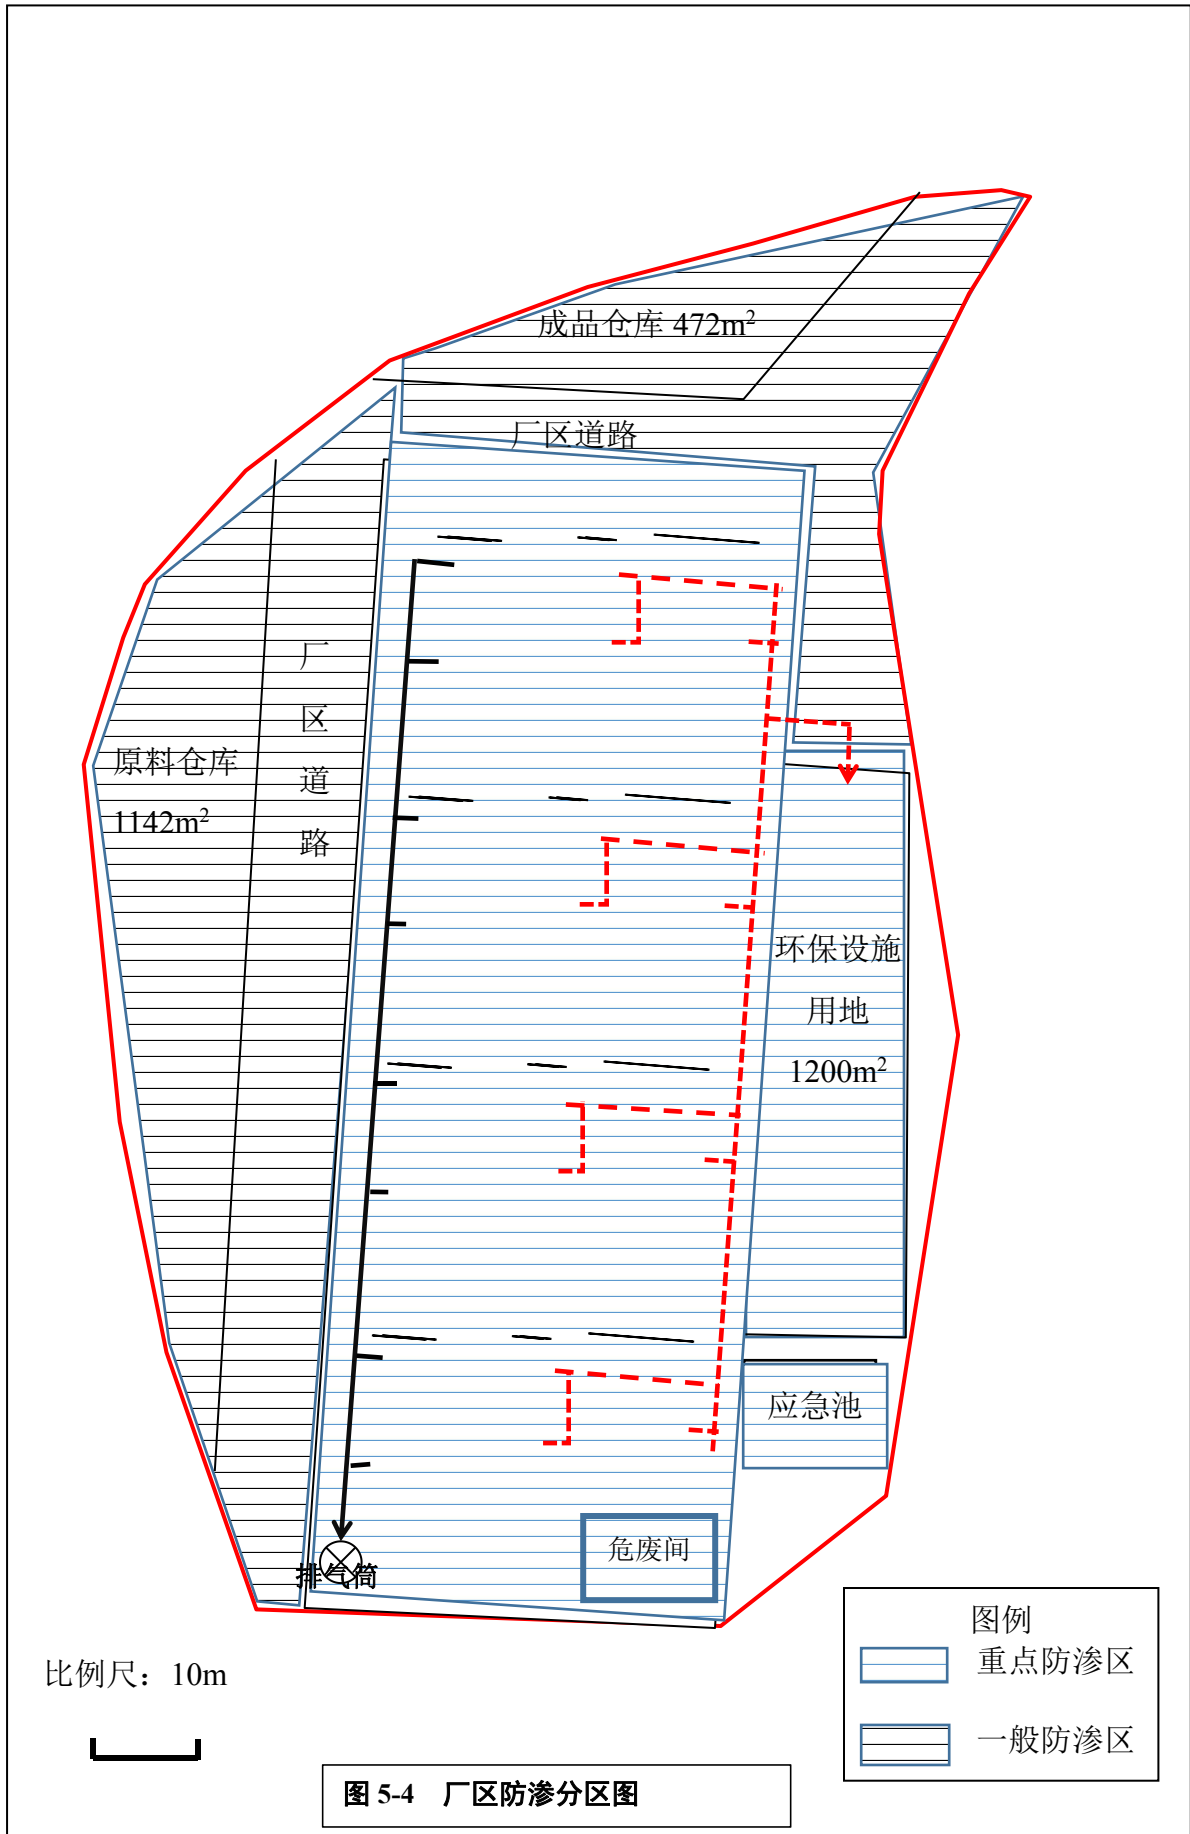 成品仓库 472m²
厂区道路
厂
区
道
路
原料仓库
1142m²
环保设施
用地
1200m²
应急池
危废间
排气筒
图例
重点防渗区
一般防渗区
比例尺：10m
图 5-4 厂区防渗分区图